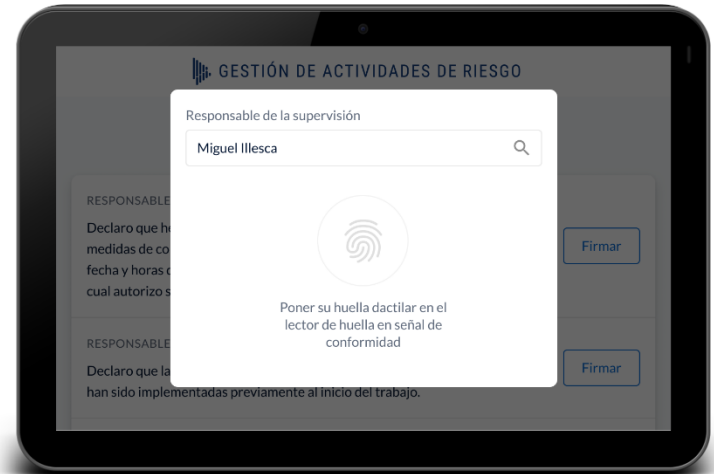 GESTIÓN DE ACTIVIDADES DE RIESGO
Responsable de la supervisión
Miguel Illesca
Poner su huella dactilar en el
lector de huella en señal de
conformidad
RESPONSABLE
Declaro que
medidas de
fecha y horas
cual autorizo
Firmar
RESPONSABLE
Declaro que la
han sido implementadas previamente al inicio del trabajo.
Firmar